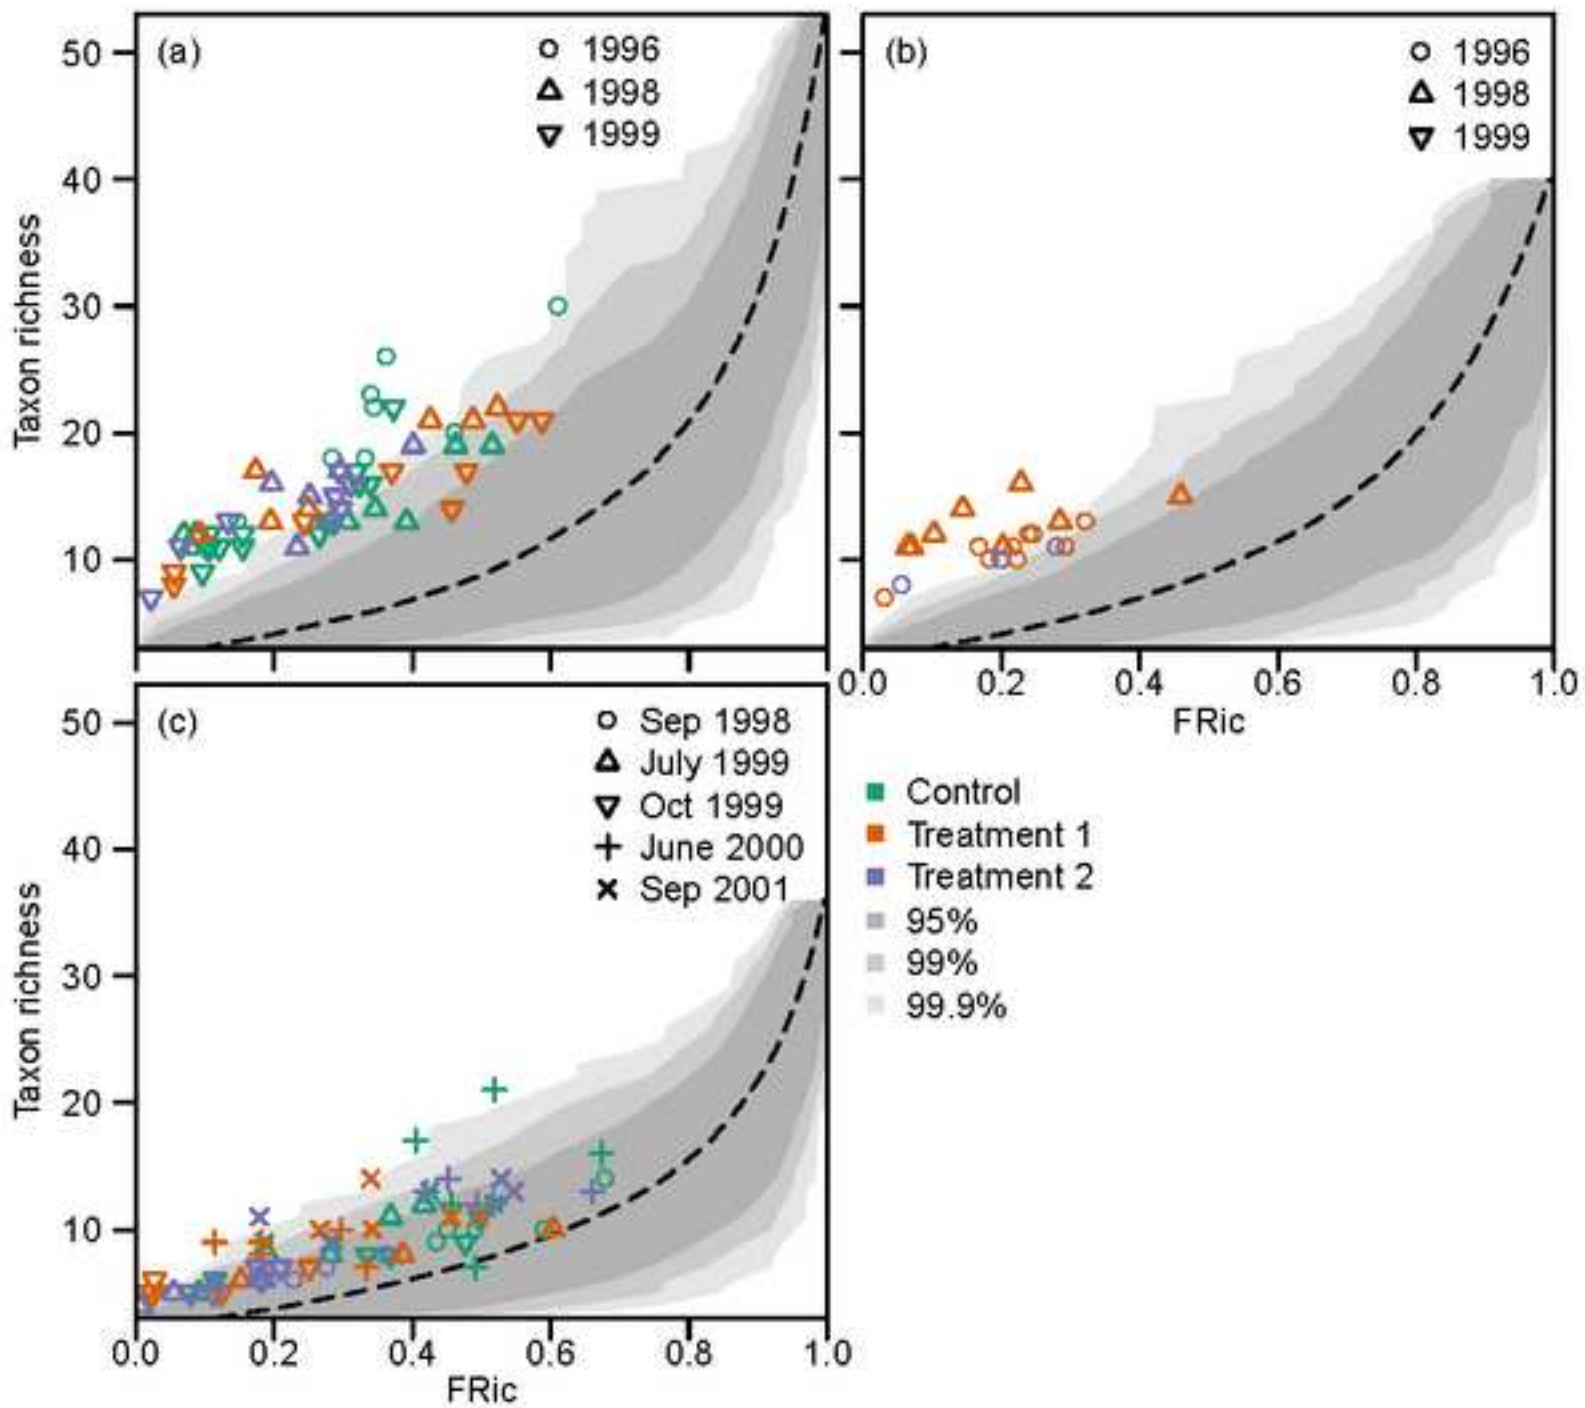 (a)
1996
1998
1999
50
40
30
20
10
Taxon richness
(b)
1996
1998
1999
0.0 0.2 0.4 0.6 0.8 1.0
FRic
(c)
Sep 1998
July 1999
Oct 1999
June 2000
Sep 2001
50
40
30
20
10
Taxon richness
0.0 0.2 0.4 0.6 0.8 1.0
FRic
Control
Treatment 1
Treatment 2
95%
99%
99.9%